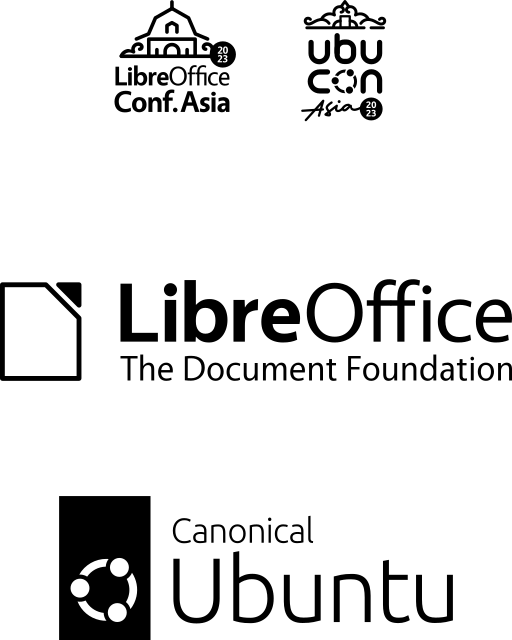 LibreOffice
Conf. Asia
2023
ubu
con
Asia
2023
LibreOffice
The Document Foundation
Canonical
Ubuntu